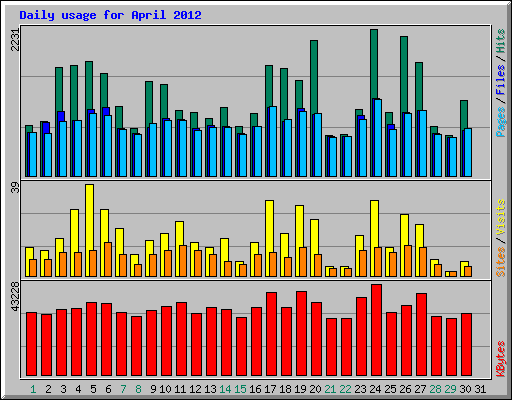 Daily usage for April 2012
2231
Pages / Files / Hits
39
Sites / Visits
43228
KBytes
1 2 3 4 5 6 7 8 9 10 11 12 13 14 15 16 17 18 19 20 21 22 23 24 25 26 27 28 29 30 31